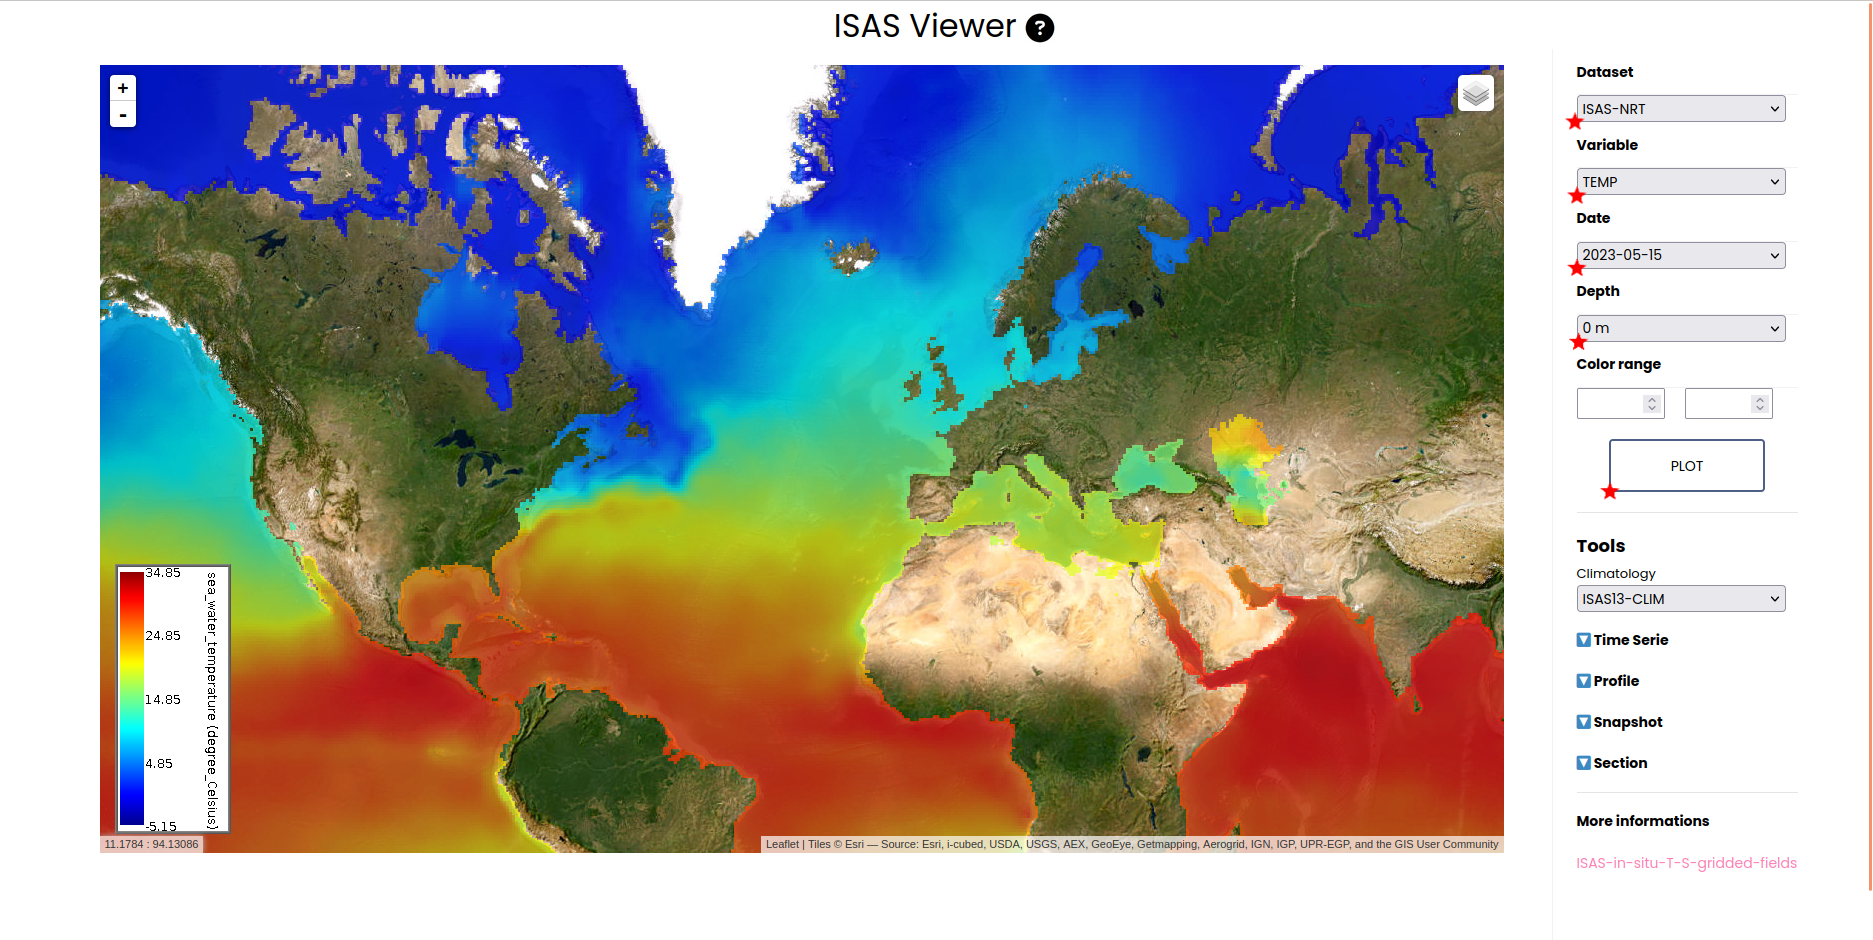 ISAS Viewer ?
+
-
34.85
24.85
14.85
4.85
-5.15
sea_water_temperature (degree_Celsius)
11.1784 : 94.13086
Leaflet | Tiles © Esri — Source: Esri, i-cubed, USDA, USGS, AEX, GeoEye, Getmapping, Aerogrid, IGN, IGP, UPR-EGP, and the GIS User Community
Dataset
ISAS-NRT
Variable
TEMP
Date
2023-05-15
Depth
0 m
Color range
PLOT
Tools
Climatology
ISAS13-CLIM
Time Serie
Profile
Snapshot
Section
More informations
ISAS-in-situ-T-S-gridded-fields